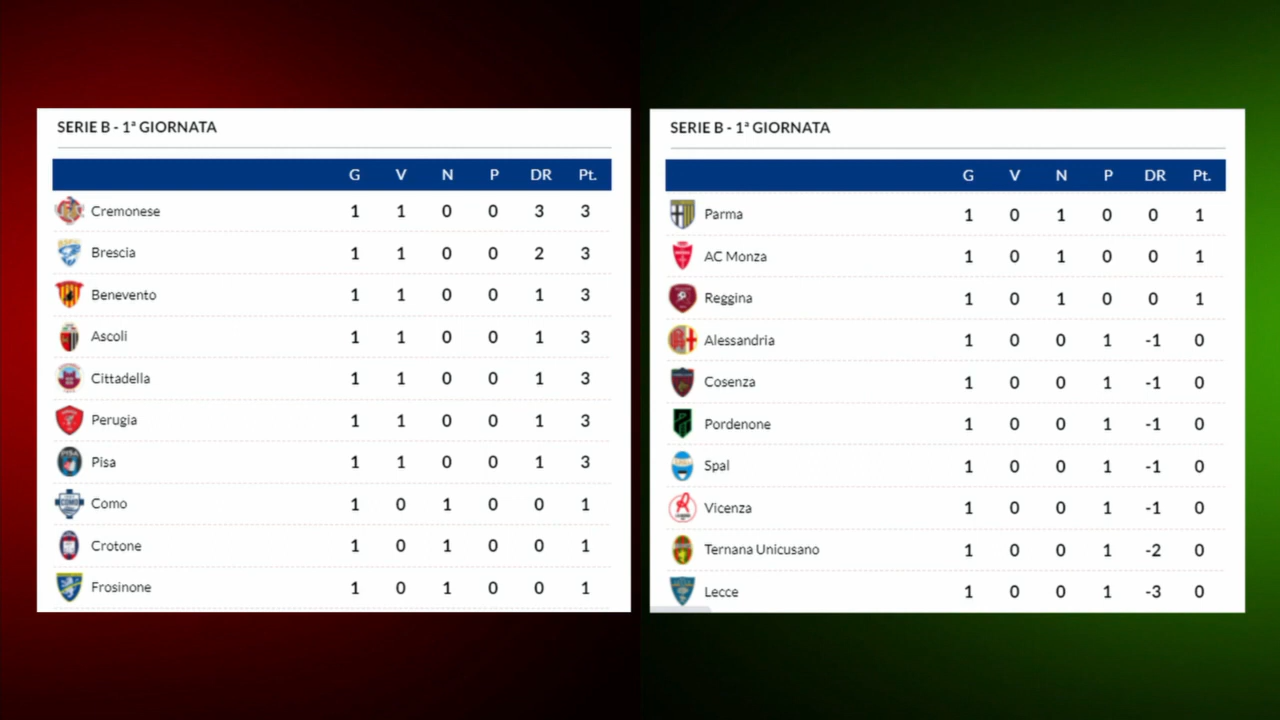 SERIE B - 1ª GIORNATA
G V N P DR Pt.
Cremonese 1 1 0 0 3 3
Brescia 1 1 0 0 2 3
Benevento 1 1 0 0 1 3
Ascoli 1 1 0 0 1 3
Cittadella 1 1 0 0 1 3
Perugia 1 1 0 0 1 3
Pisa 1 1 0 0 1 3
Como 1 0 1 0 0 1
Crotone 1 0 1 0 0 1
Frosinone 1 0 1 0 0 1
SERIE B - 1ª GIORNATA
G V N P DR Pt.
Parma 1 0 1 0 0 1
AC Monza 1 0 1 0 0 1
Reggina 1 0 1 0 0 1
Alessandria 1 0 0 1 -1 0
Cosenza 1 0 0 1 -1 0
Pordenone 1 0 0 1 -1 0
Spal 1 0 0 1 -1 0
Vicenza 1 0 0 1 -1 0
Ternana Unicusano 1 0 0 1 -2 0
Lecce 1 0 0 1 -3 0